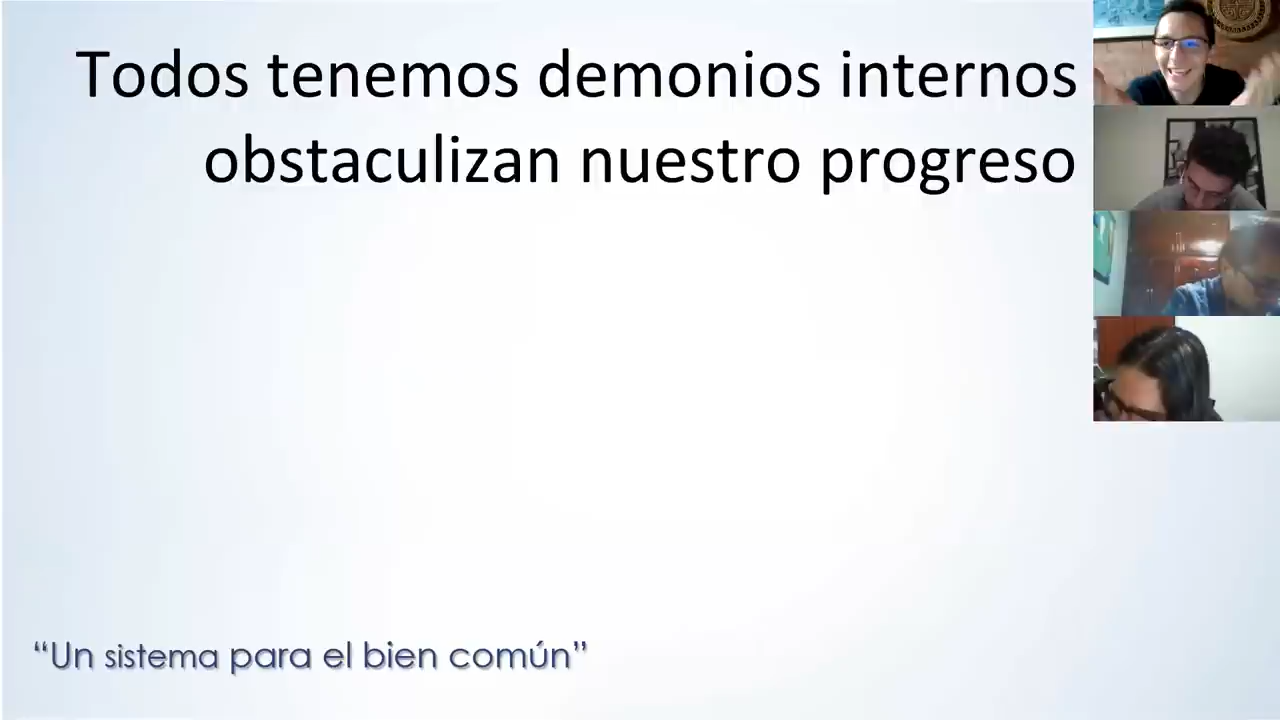 Todos tenemos demonios internos
obstaculizan nuestro progreso
“Un sistema para el bien común”